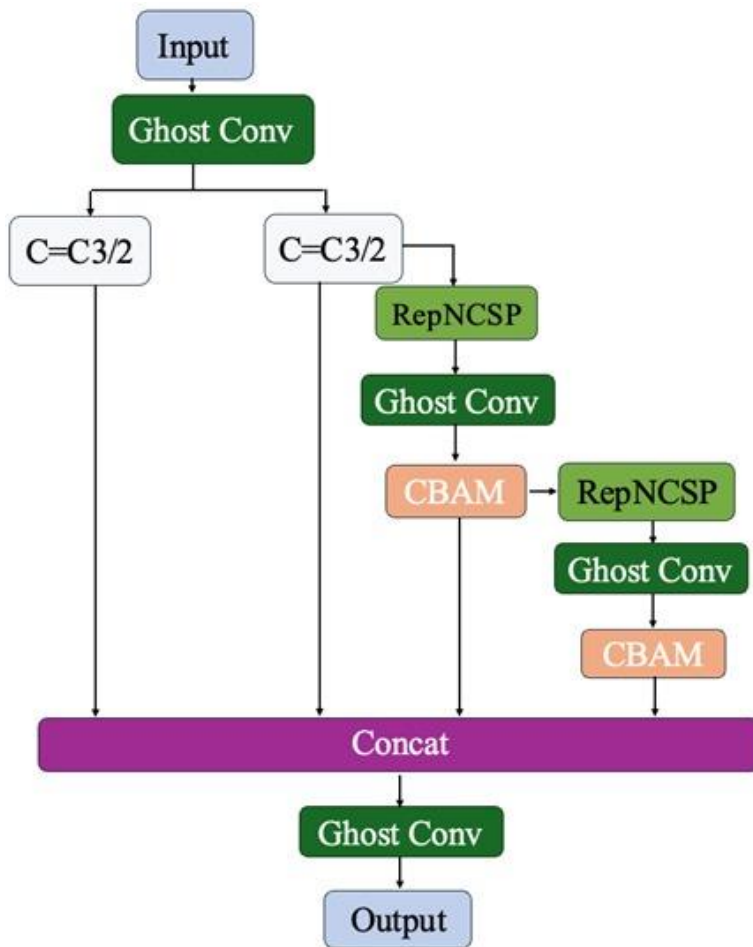 Input
Ghost Conv
C=C3/2
C=C3/2
RepNCSP
Ghost Conv
CBAM
RepNCSP
Ghost Conv
CBAM
Concat
Ghost Conv
Output